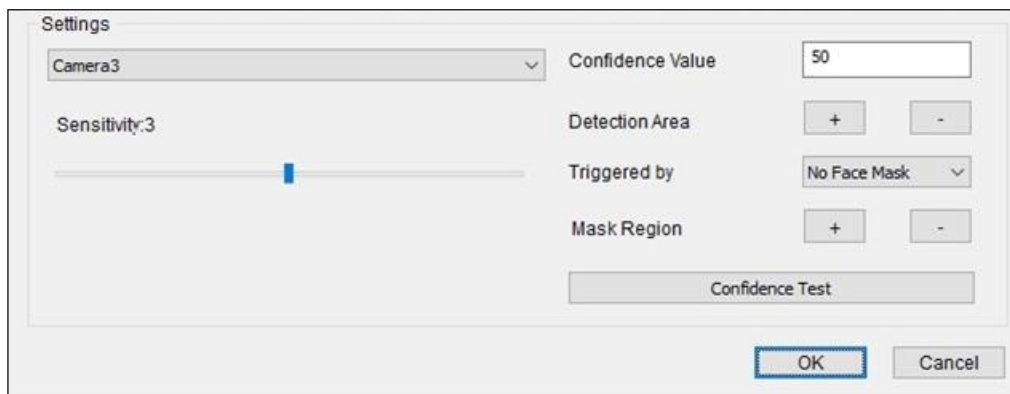 Settings
Camera3
Sensitivity:3
Confidence Value 50
Detection Area + -
Triggered by No Face Mask
Mask Region + -
Confidence Test
OK Cancel